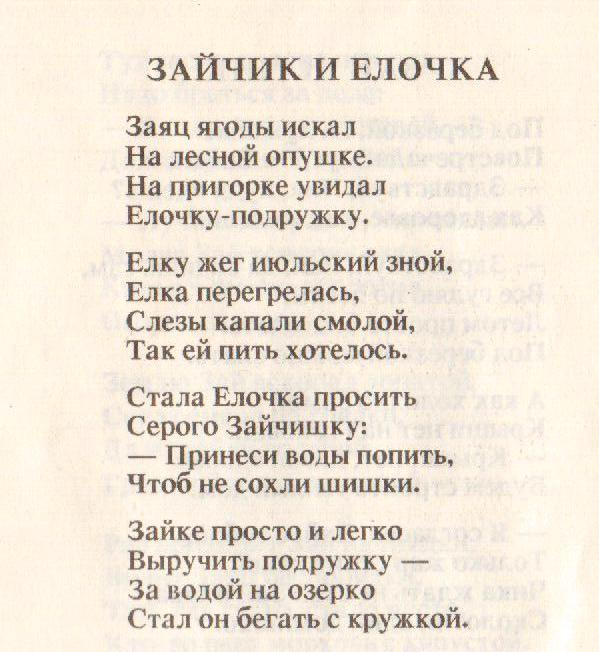 ЗАЙЧИК И ЕЛОЧКА
Заяц ягоды искал
На лесной опушке.
На пригорке увидал
Елочку-подружку.
Елку жег июльский зной,
Елка перегрелась,
Слезы капали смолой,
Так ей пить хотелось.
Стала Елочка просить
Серого Зайчишку:
— Принеси воды попить,
Чтоб не сохли шишки.
Зайке просто и легко
Выручить подружку —
За водой на озерко
Стал он бегать с кружкой.